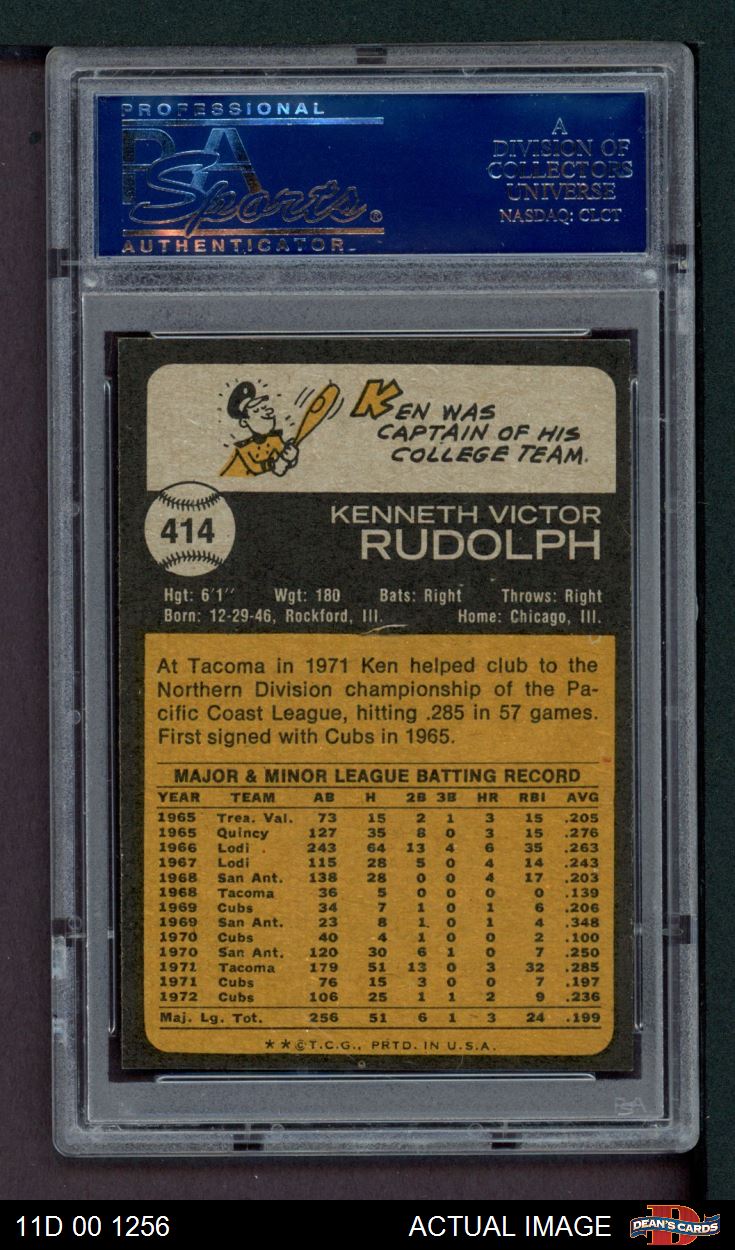 PROFESSIONAL
PSA
Sports®
AUTHENTICATOR™
A
DIVISION OF
COLLECTORS
UNIVERSE
NASDAQ: CLCT
KEN WAS
CAPTAIN OF HIS
COLLEGE TEAM.
414
KENNETH VICTOR
RUDOLPH
Hgt: 6'1" Wgt: 180 Bats: Right Throws: Right
Born: 12-29-46, Rockford, Ill. Home: Chicago, Ill.
At Tacoma in 1971 Ken helped club to the
Northern Division championship of the Pa-
cific Coast League, hitting .285 in 57 games.
First signed with Cubs in 1965.
MAJOR & MINOR LEAGUE BATTING RECORD
YEAR TEAM AB H 2B 3B HR RBI AVG
1965 Trea. Val. 73 15 2 1 3 15 .205
1965 Quincy 127 35 8 0 3 15 .276
1966 Lodi 243 64 13 4 6 35 .263
1967 Lodi 115 28 5 0 4 14 .243
1968 San Ant. 138 28 0 0 4 17 .203
1968 Tacoma 36 5 0 0 0 0 .139
1969 Cubs 34 7 1 0 1 6 .206
1969 San Ant. 23 8 1 0 1 4 .348
1970 Cubs 40 4 1 0 0 2 .100
1970 San Ant. 120 30 6 1 0 7 .250
1971 Tacoma 179 51 13 0 3 32 .285
1971 Cubs 76 15 3 0 0 7 .197
1972 Cubs 106 25 1 1 2 9 .236
Maj. Lg. Tot. 256 51 6 1 3 24 .199
★★©T.C.G., PRTD. IN U.S.A.
PSA
11D 00 1256 ACTUAL IMAGE
D
DEAN'S CARDS